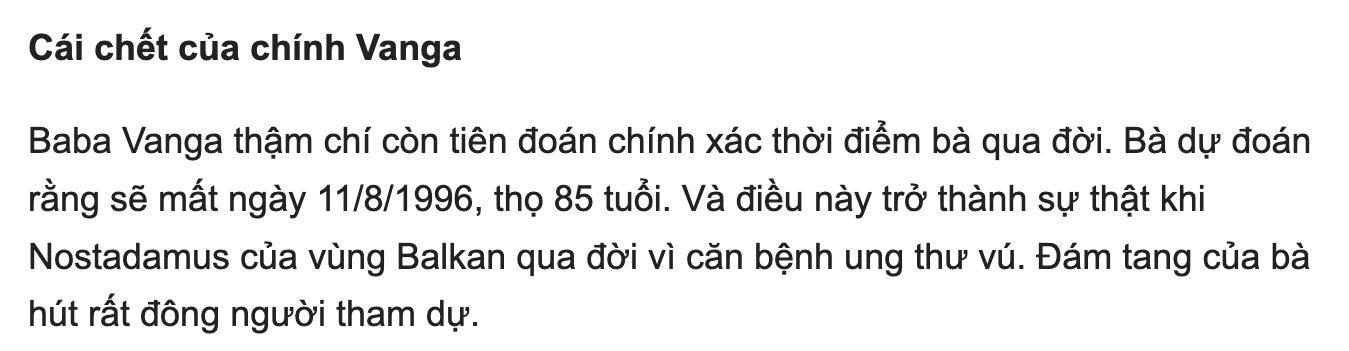 Cái chết của chính Vanga
Baba Vanga thậm chí còn tiên đoán chính xác thời điểm bà qua đời. Bà dự đoán
rằng sẽ mất ngày 11/8/1996, thọ 85 tuổi. Và điều này trở thành sự thật khi
Nostadamus của vùng Balkan qua đời vì căn bệnh ung thư vú. Đám tang của bà
hút rất đông người tham dự.